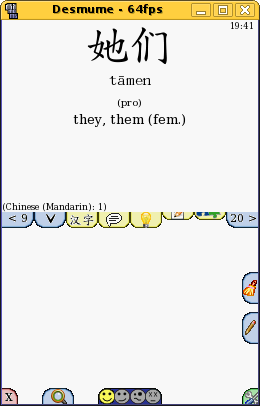 Desmume - 64fps
19:41
她们
tāmen
(pro)
they, them (fem.)
(Chinese (Mandarin): 1)
< 9
汉字
20 >
X